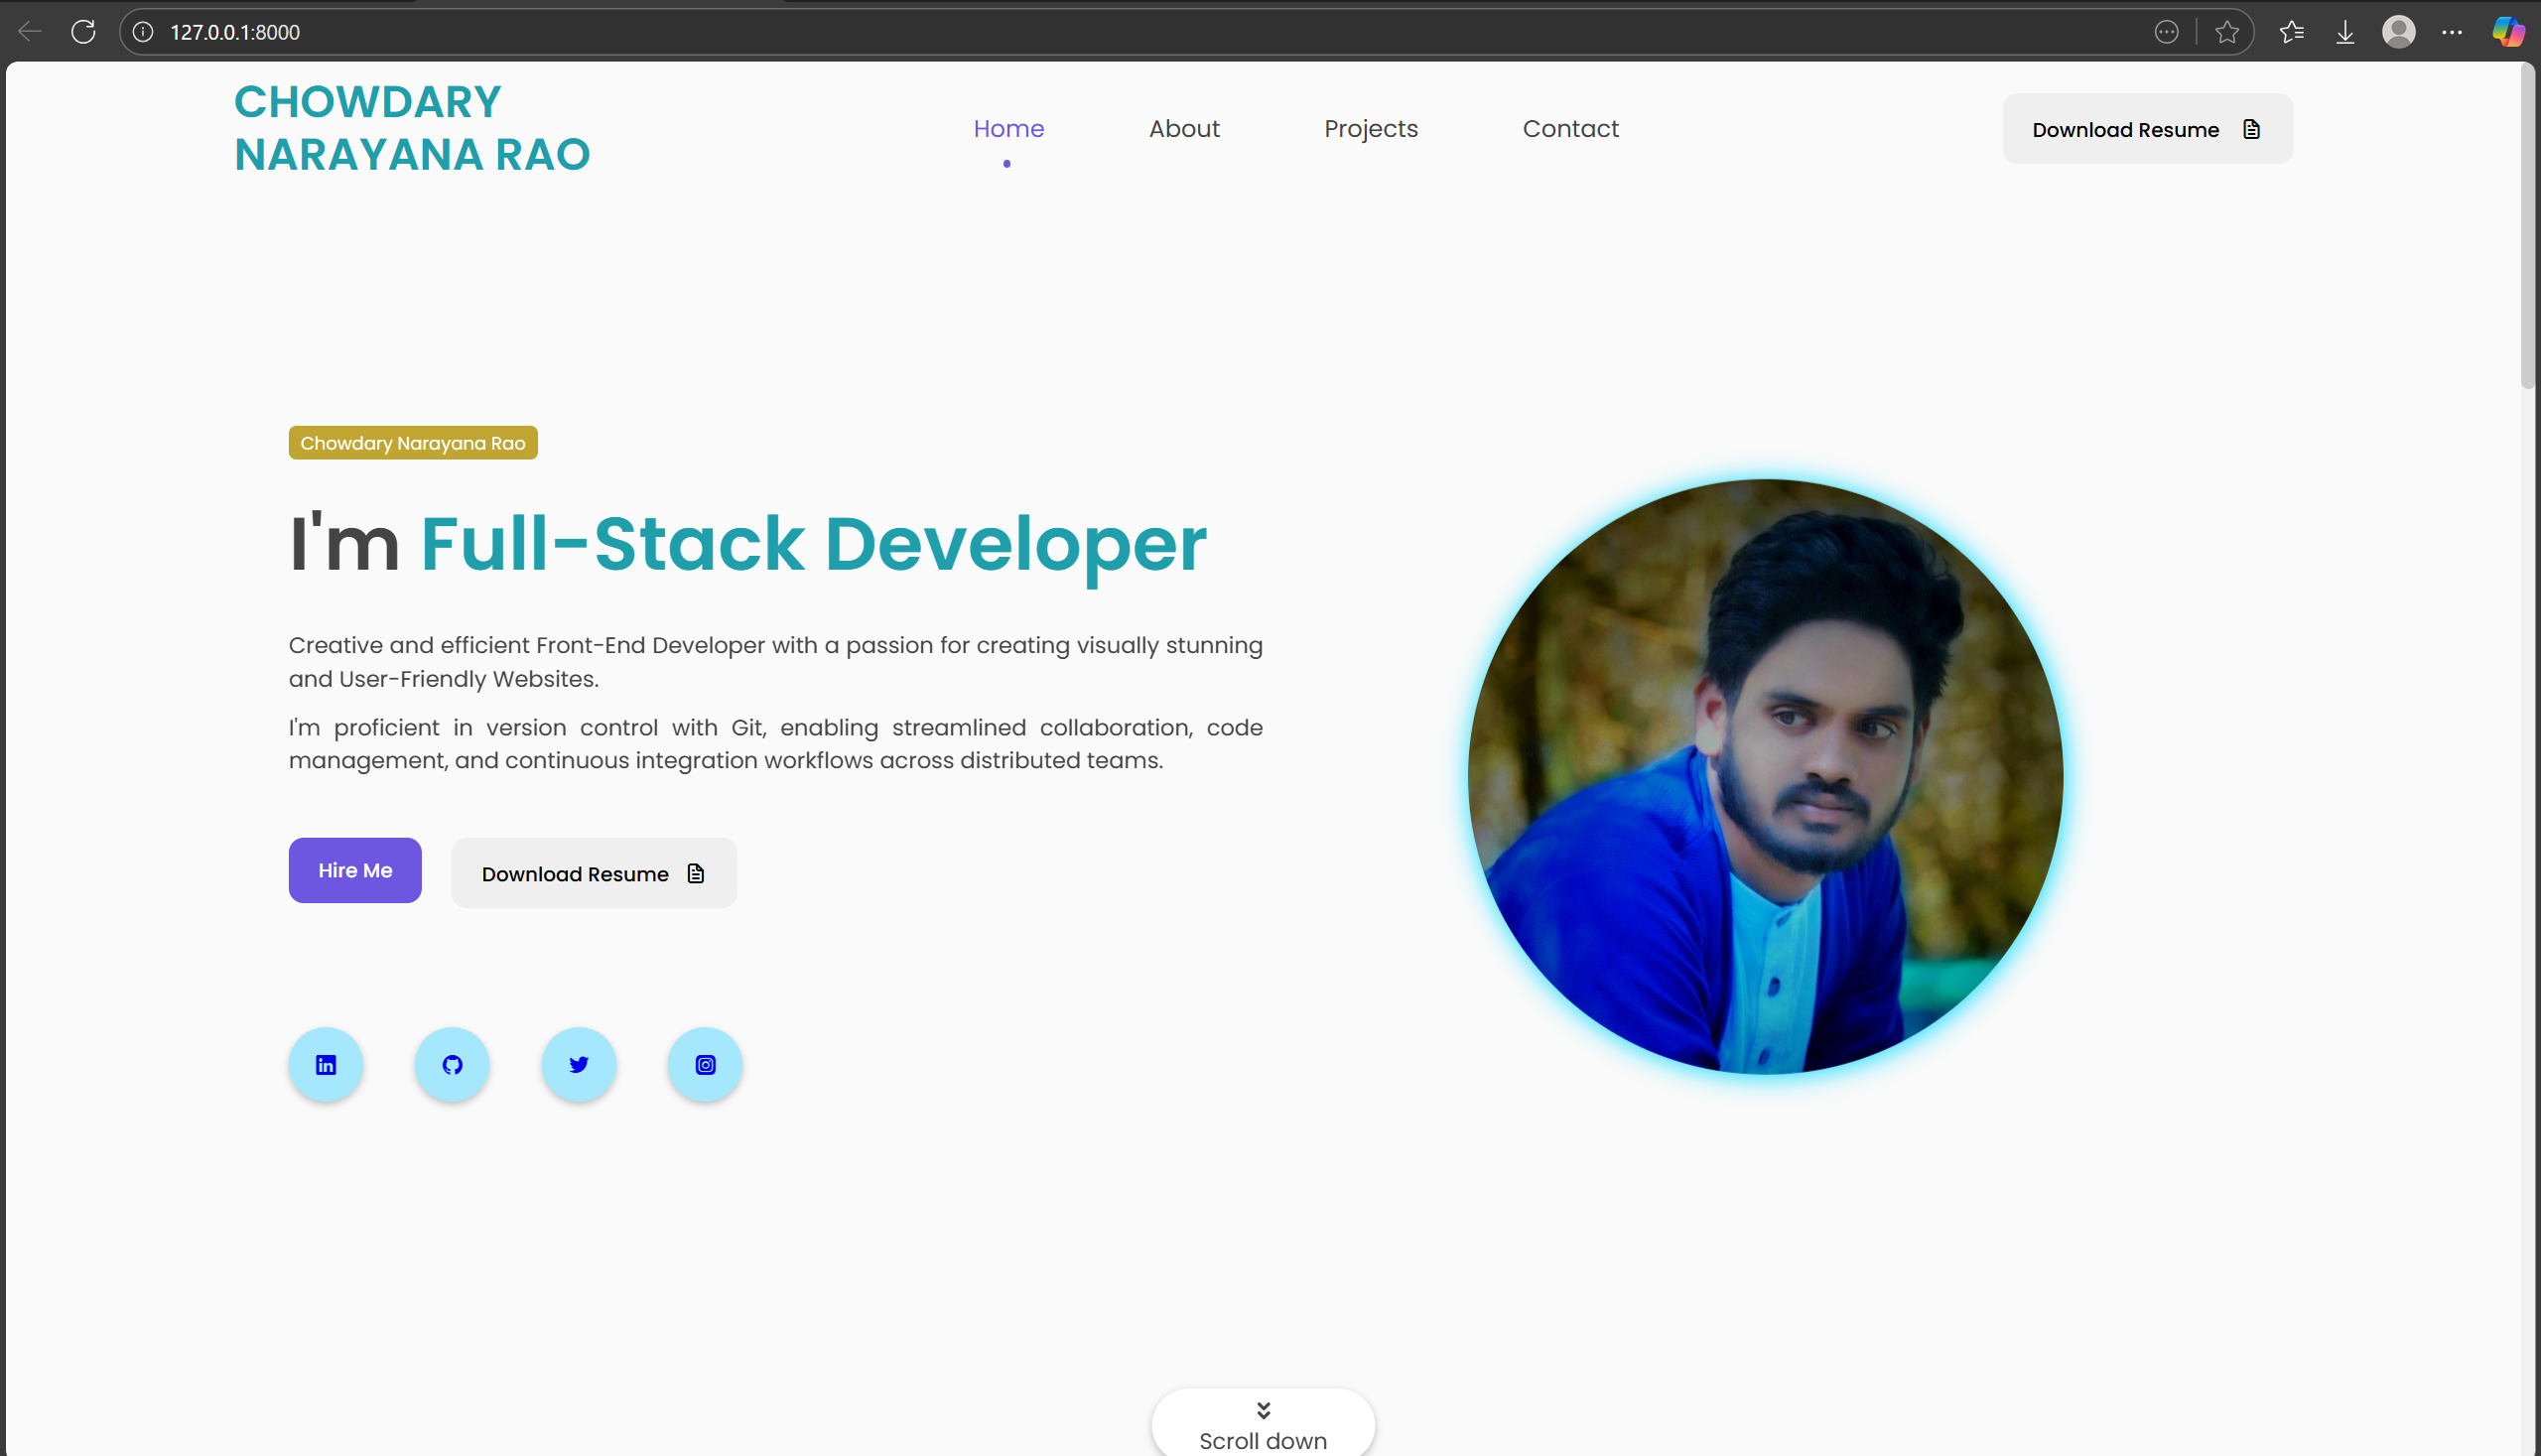 127.0.0.1:8000
CHOWDARY
NARAYANA RAO
Home
About
Projects
Contact
Download Resume
Chowdary Narayana Rao
I'm Full-Stack Developer
Creative and efficient Front-End Developer with a passion for creating visually stunning
and User-Friendly Websites.
I'm proficient in version control with Git, enabling streamlined collaboration, code
management, and continuous integration workflows across distributed teams.
Hire Me
Download Resume
Scroll down